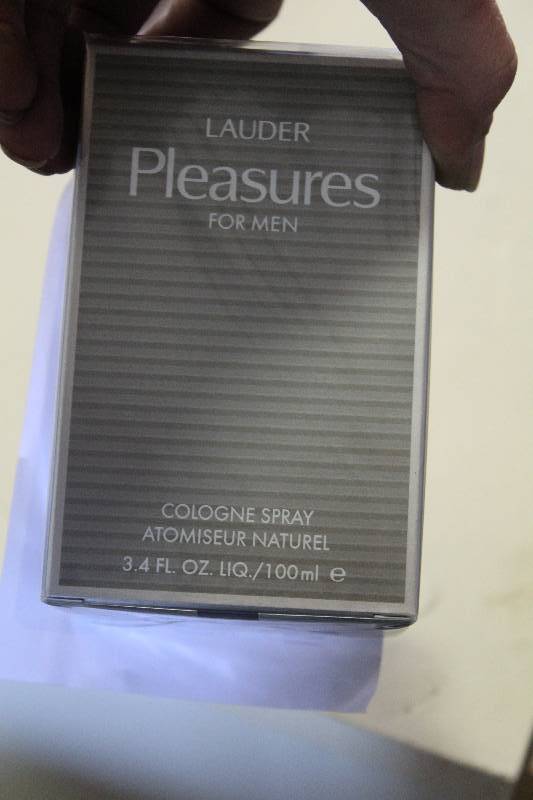 LAUDER
Pleasures
FOR MEN
COLOGNE SPRAY
ATOMISEUR NATUREL
3.4 FL. OZ. LIQ./100ml e